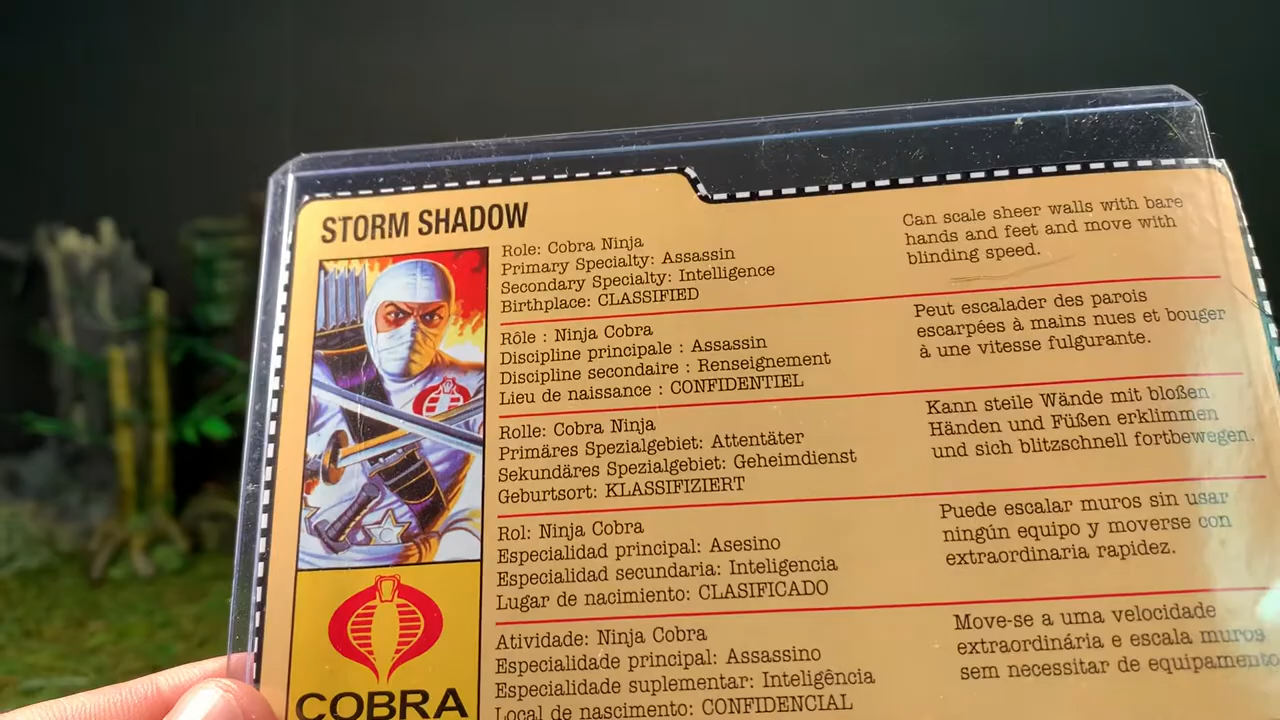 STORM SHADOW
Role: Cobra Ninja
Primary Specialty: Assassin
Secondary Specialty: Intelligence
Birthplace: CLASSIFIED
Can scale sheer walls with bare
hands and feet and move with
blinding speed.
Rôle : Ninja Cobra
Discipline principale : Assassin
Discipline secondaire : Renseignement
Lieu de naissance : CONFIDENTIEL
Peut escalader des parois
escarpées à mains nues et bouger
à une vitesse fulgurante.
Rolle: Cobra Ninja
Primäres Spezialgebiet: Attentäter
Sekundäres Spezialgebiet: Geheimdienst
Geburtsort: KLASSIFIZIERT
Kann steile Wände mit bloßen
Händen und Füßen erklimmen
und sich blitzschnell fortbewegen.
Rol: Ninja Cobra
Especialidad principal: Asesino
Especialidad secundaria: Inteligencia
Lugar de nacimiento: CLASIFICADO
Puede escalar muros sin usar
ningún equipo y moverse con
extraordinaria rapidez.
Atividade: Ninja Cobra
Especialidade principal: Assassino
Especialidade suplementar: Inteligência
Local de nascimento: CONFIDENCIAL
Move-se a uma velocidade
extraordinária e escala muros
sem necessitar de equipamento
COBRA